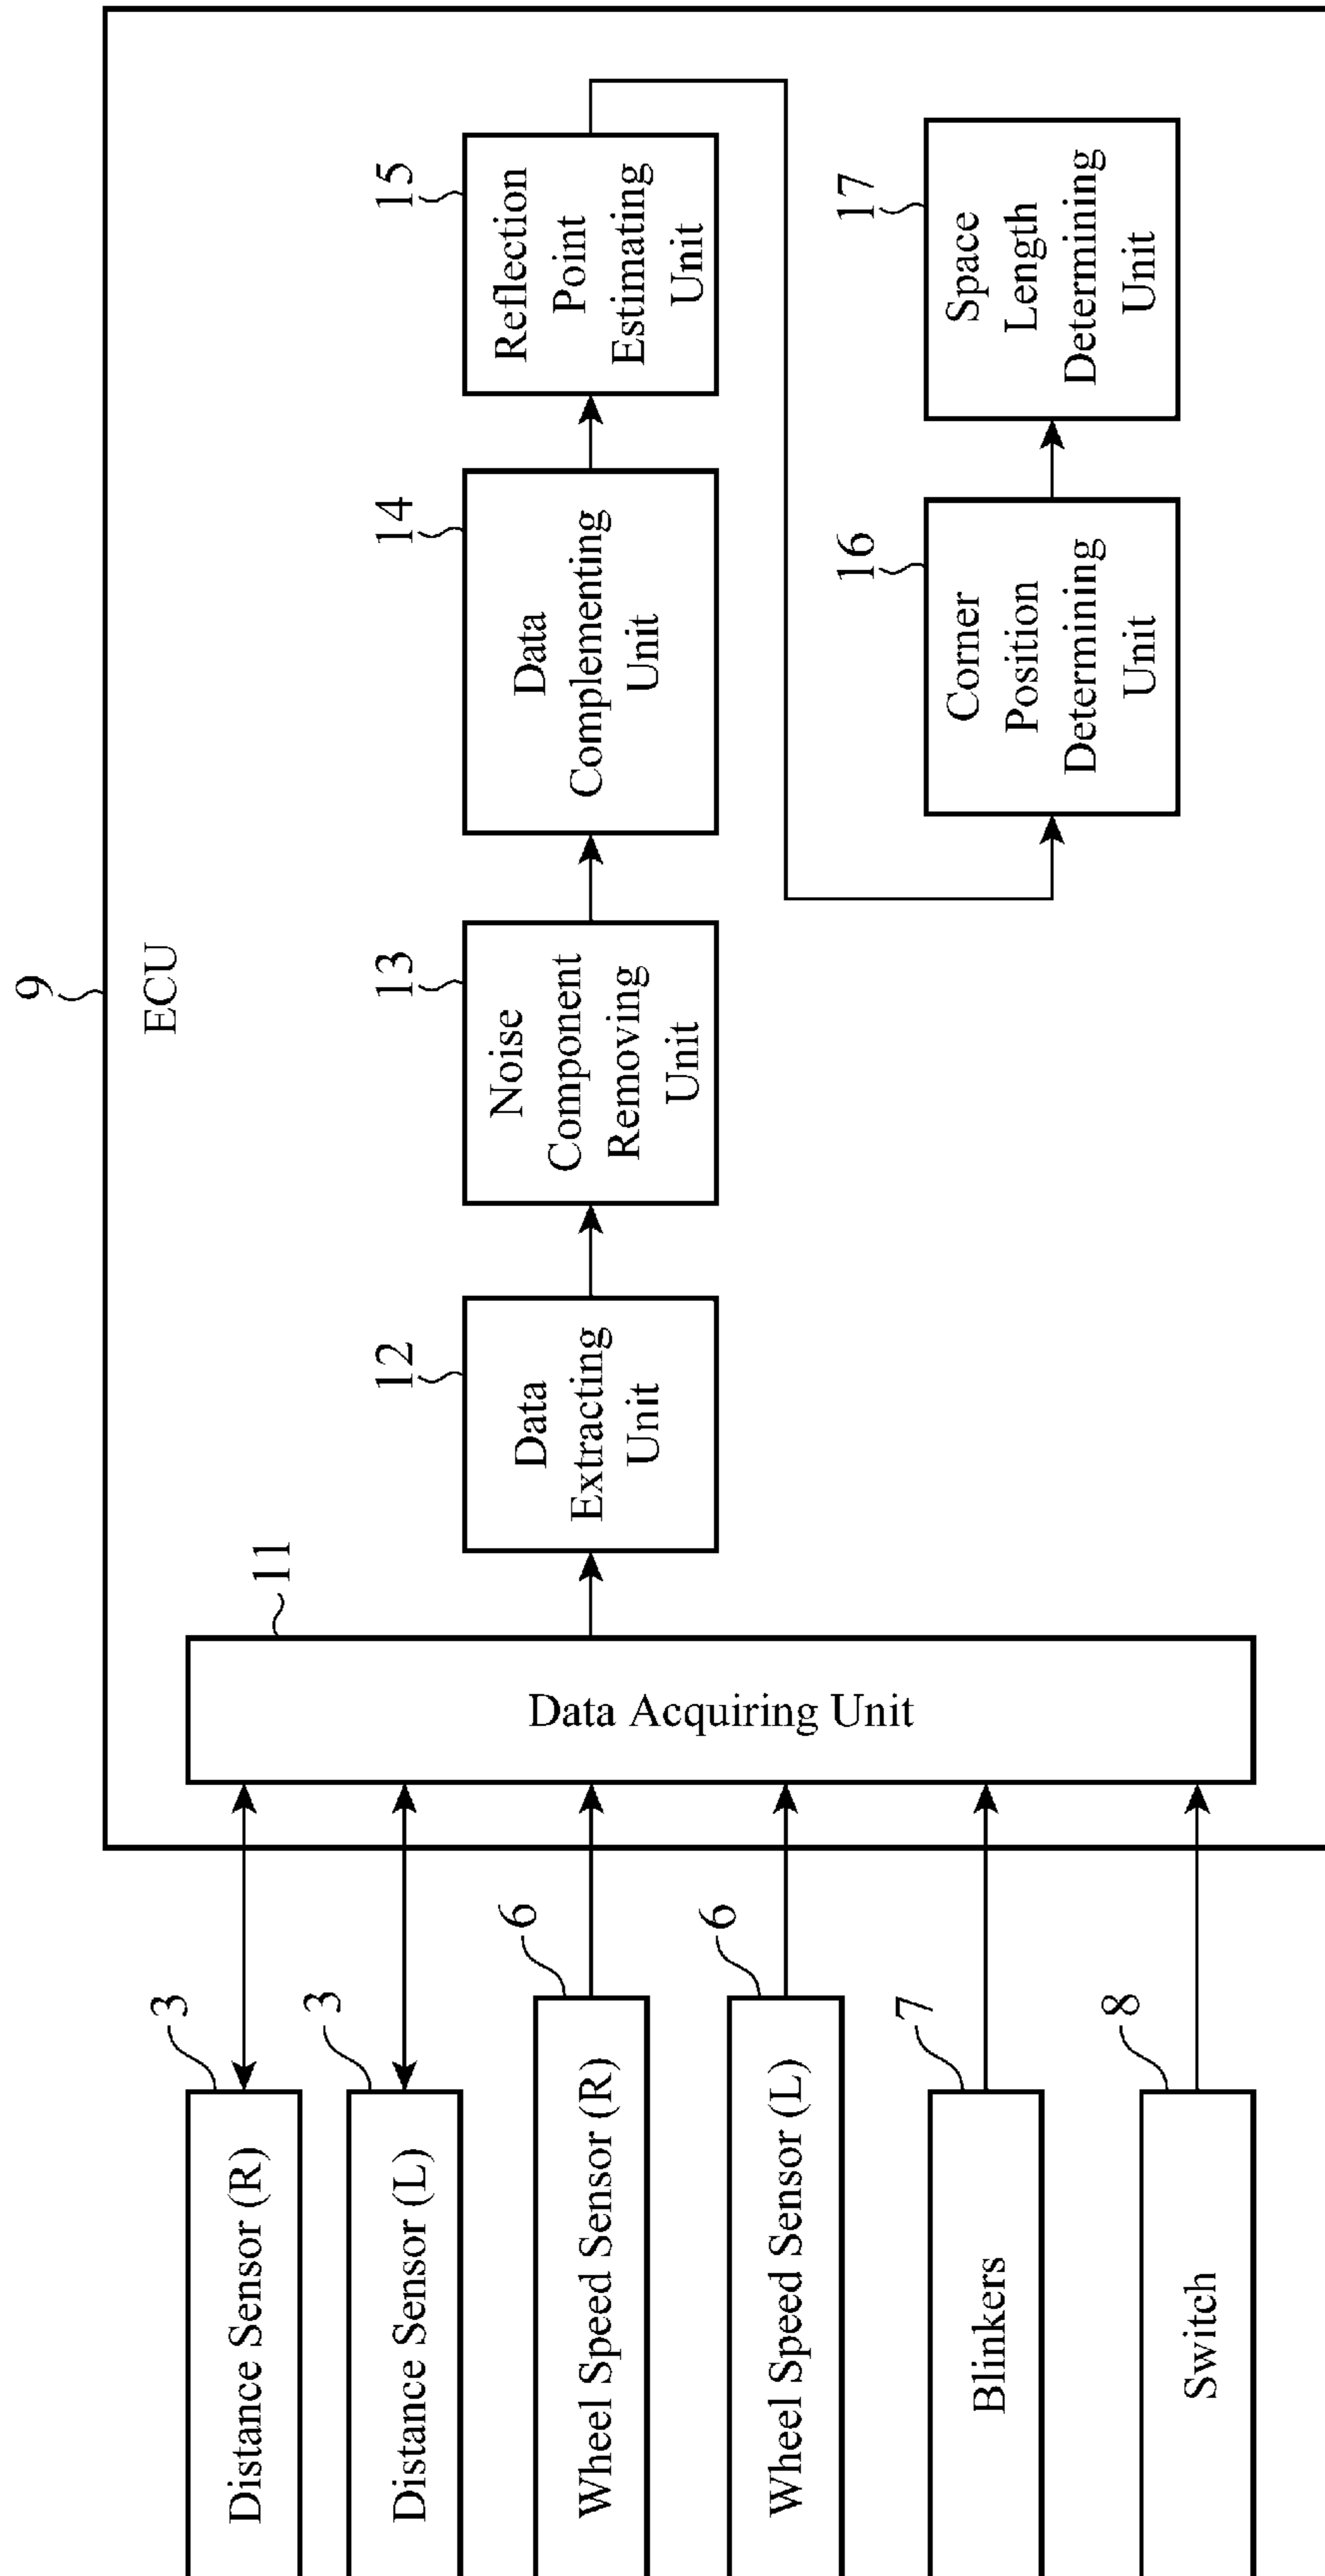 9
ECU
3
Distance Sensor (R)
3
Distance Sensor (L)
6
Wheel Speed Sensor (R)
6
Wheel Speed Sensor (L)
7
Blinkers
8
Switch
11
Data Acquiring Unit
12
Data
Extracting
Unit
13
Noise
Component
Removing
Unit
14
Data
Complementing
Unit
15
Reflection
Point
Estimating
Unit
16
Corner
Position
Determining
Unit
17
Space
Length
Determining
Unit